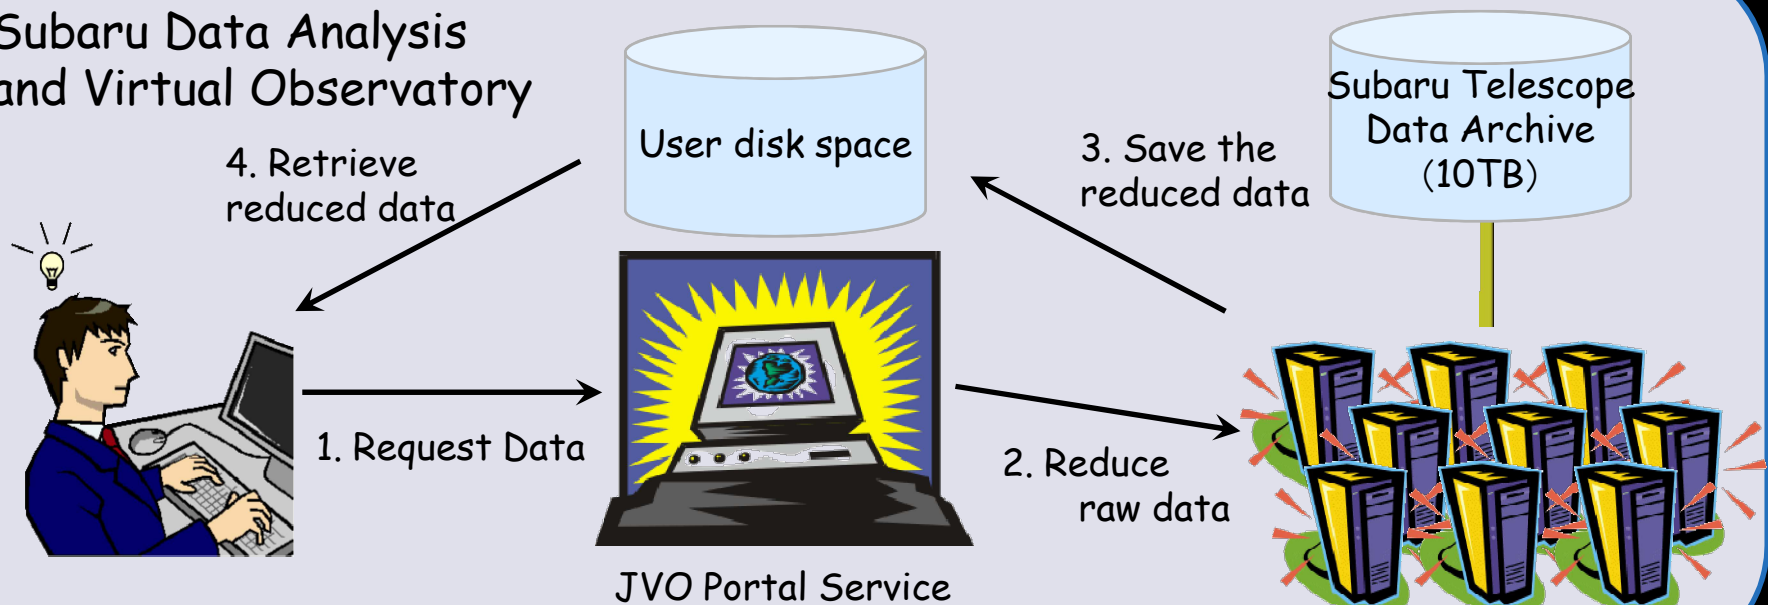 Subaru Data Analysis
and Virtual Observatory
User disk space
Subaru Telescope
Data Archive
(10TB)
4. Retrieve
reduced data
3. Save the
reduced data
1. Request Data
2. Reduce
raw data
JVO Portal Service